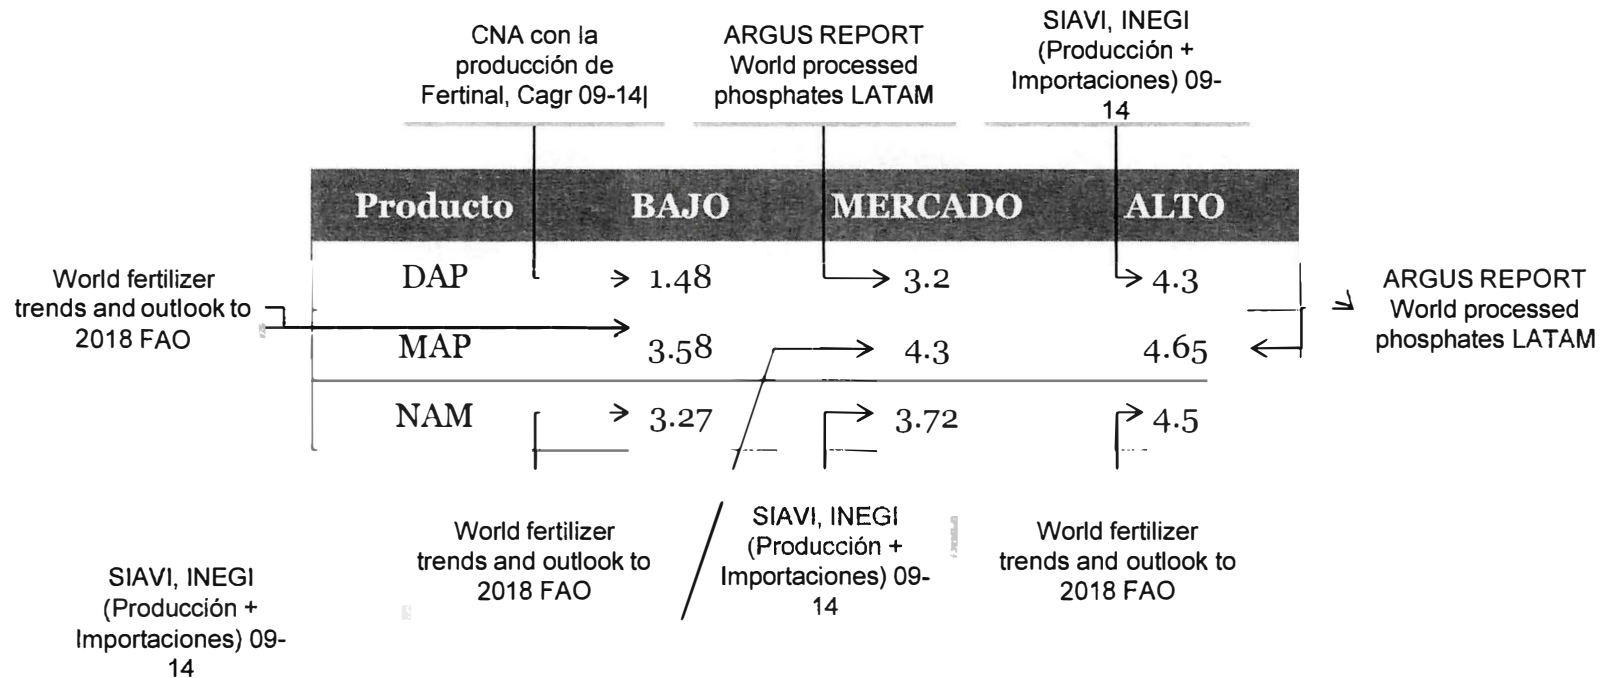 CNA con la
producción de
Fertinal, Cagr 09-14|
ARGUS REPORT
World processed
phosphates LATAM
SIAVI, INEGI
(Producción +
Importaciones) 09-
14
Producto BAJO MERCADO ALTO
DAP 1.48 3.2 4.3
MAP 3.58 4.3 4.65
NAM 3.27 3.72 4.5
World fertilizer
trends and outlook to
2018 FAO
ARGUS REPORT
World processed
phosphates LATAM
SIAVI, INEGI
(Producción +
Importaciones) 09-
14
World fertilizer
trends and outlook to
2018 FAO
SIAVI, INEGI
(Producción +
Importaciones) 09-
14
World fertilizer
trends and outlook to
2018 FAO